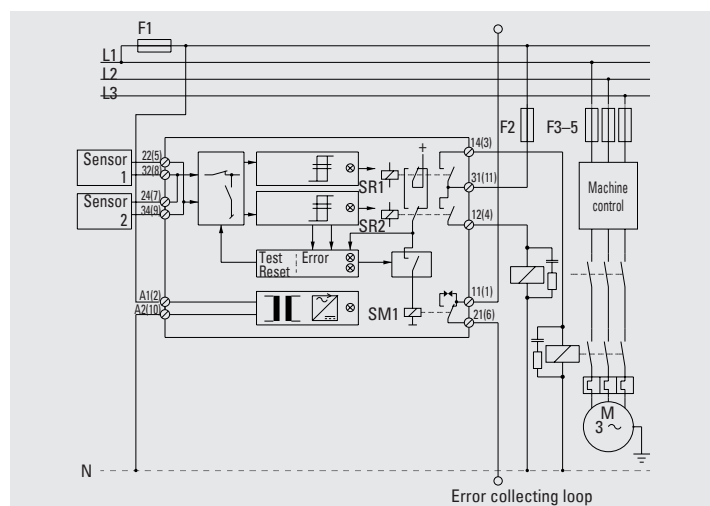 F1
L1
L2
L3
F2
F3–5
14(3)
Sensor
1
22(5)
32(8)
+
31(11)
SR1
Machine
control
Sensor
2
24(7)
34(9)
SR2
12(4)
Test
Reset
Error
A1(2)
A2(10)
SM1
11(1)
21(6)
M
3 ~
N
Error collecting loop